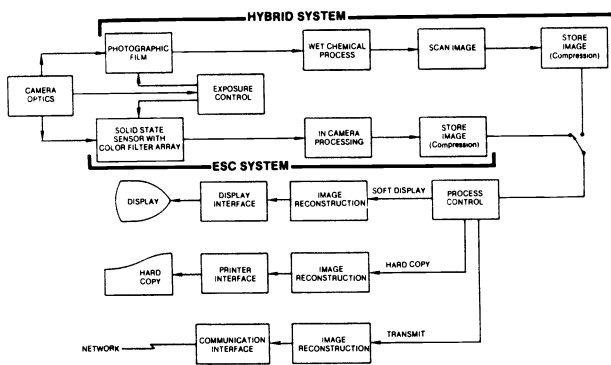 HYBRID SYSTEM
PHOTOGRAPHIC
FILM
WET CHEMICAL
PROCESS
SCAN IMAGE
STORE
IMAGE
(Compression)
CAMERA
OPTICS
EXPOSURE
CONTROL
SOLID STATE
SENSOR WITH
COLOR FILTER ARRAY
IN CAMERA
PROCESSING
STORE
IMAGE
(Compression)
ESC SYSTEM
DISPLAY
DISPLAY
INTERFACE
IMAGE
RECONSTRUCTION
SOFT DISPLAY
PROCESS
CONTROL
HARD
COPY
PRINTER
INTERFACE
IMAGE
RECONSTRUCTION
HARD COPY
NETWORK
COMMUNICATION
INTERFACE
IMAGE
RECONSTRUCTION
TRANSMIT